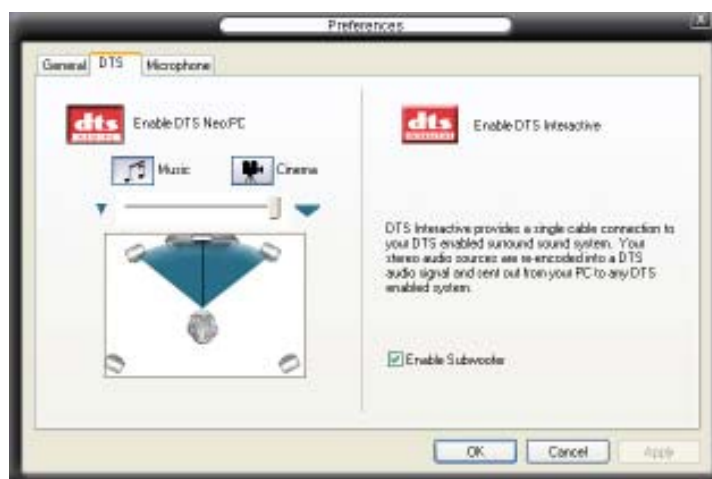 Preferences
General DTS Microphone
dts Enable DTS Neo:PC
Music Cinema
dts Enable DTS Interactive
DTS Interactive provides a single cable connection to
your DTS enabled surround sound system. Your
stereo audio sources are re-encoded into a DTS
audio signal and sent out from your PC to any DTS
enabled system.
Enable Subwoofer
OK Cancel Apply